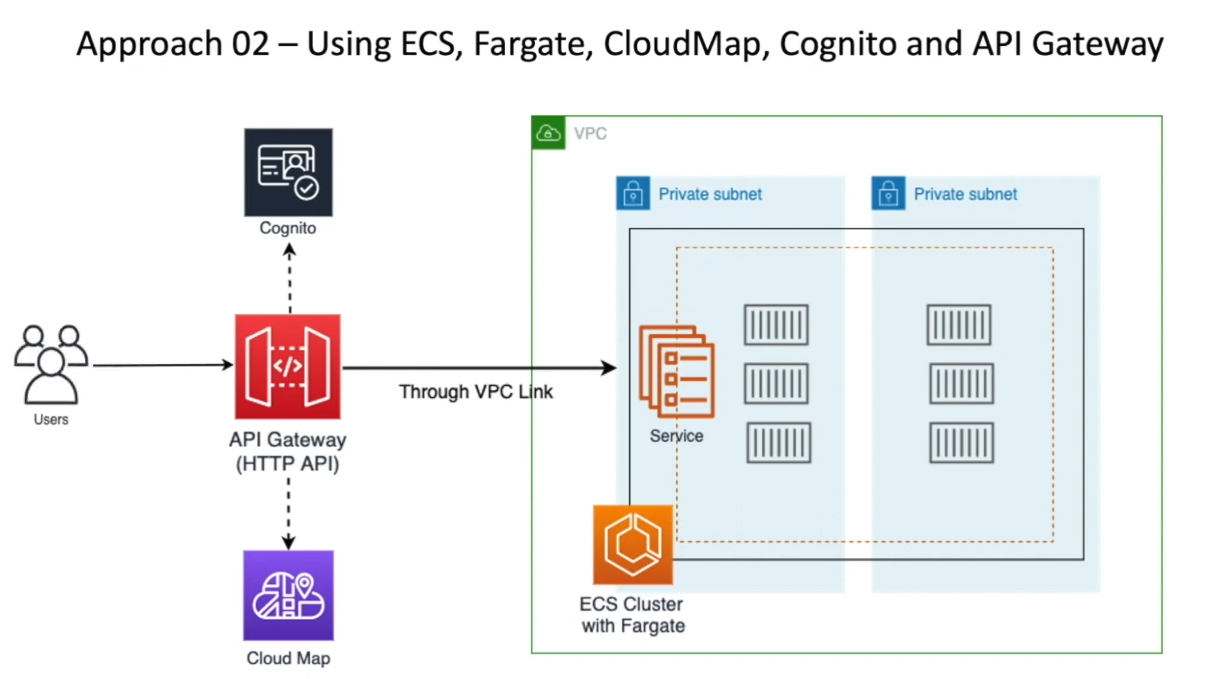 Approach 02 – Using ECS, Fargate, CloudMap, Cognito and API Gateway
VPC
Private subnet
Private subnet
Cognito
Users
API Gateway
(HTTP API)
Through VPC Link
Service
ECS Cluster
with Fargate
Cloud Map